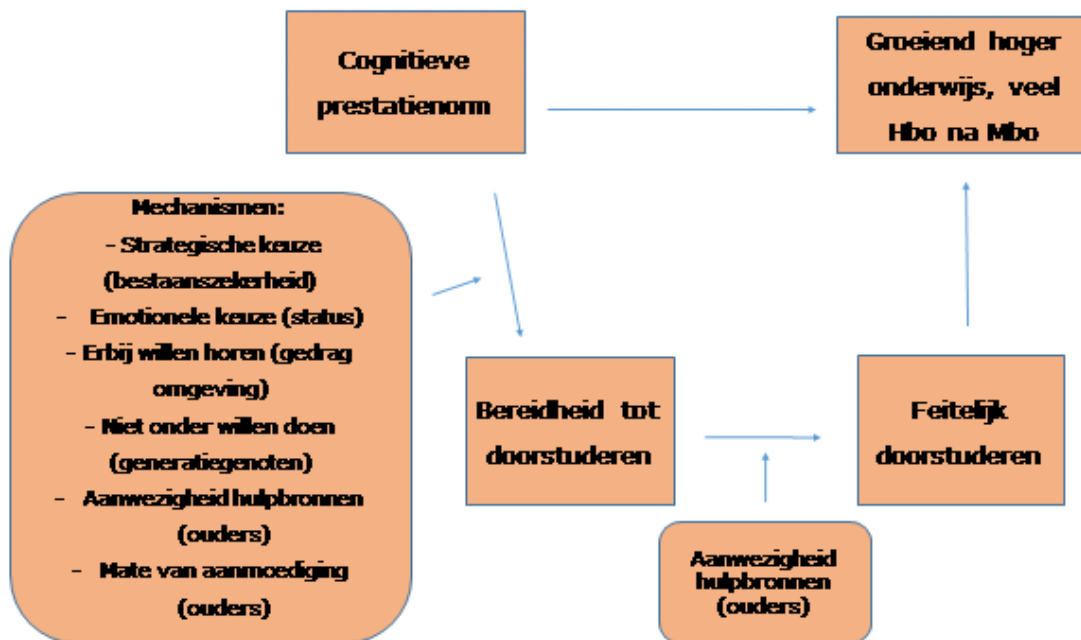 Cognitieve
prestatienorm
Groeiend hoger
onderwijs, veel
Hbo na Mbo
Mechismen:
- Strategische keuze
(bestaanszekerheid)
- Emotionele keuze (status)
- Erbij willen horen (gedrag
omgeving)
- Niet onder willen doen
(generatiegenoten)
- Aanwezigheid hulpbronnen
(ouders)
- Mate van aanmoediging
(ouders)
Bereidheid tot
doorstuderen
Feitelijk
doorstuderen
Aanwezigheid
hulpbronnen
(ouders)